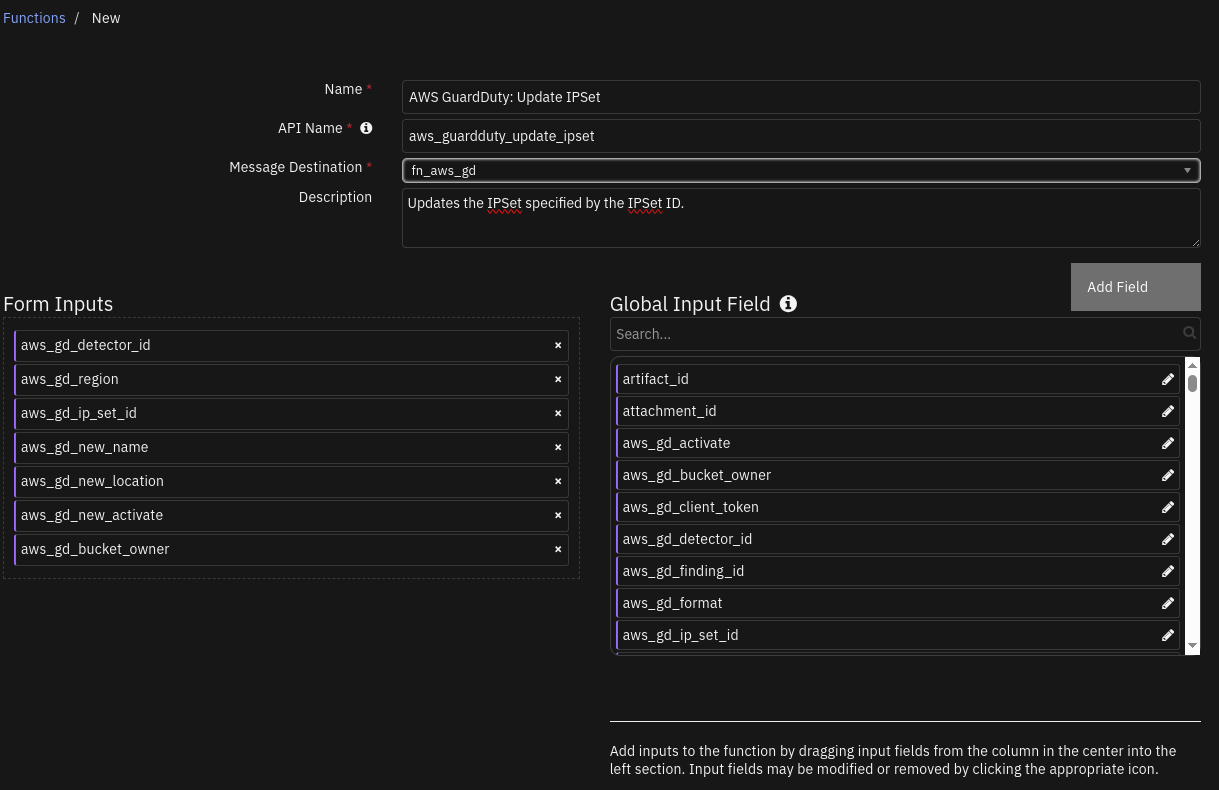 Functions / New
Name *
AWS GuardDuty: Update IPSet
API Name *
aws_guardduty_update_ipset
Message Destination *
fn_aws_gd
Description
Updates the IPSet specified by the IPSet ID.
Add Field
Form Inputs
aws_gd_detector_id ×
aws_gd_region ×
aws_gd_ip_set_id ×
aws_gd_new_name ×
aws_gd_new_location ×
aws_gd_new_activate ×
aws_gd_bucket_owner ×
Global Input Field
Search...
artifact_id
attachment_id
aws_gd_activate
aws_gd_bucket_owner
aws_gd_client_token
aws_gd_detector_id
aws_gd_finding_id
aws_gd_format
aws_gd_ip_set_id
Add inputs to the function by dragging input fields from the column in the center into the
left section. Input fields may be modified or removed by clicking the appropriate icon.